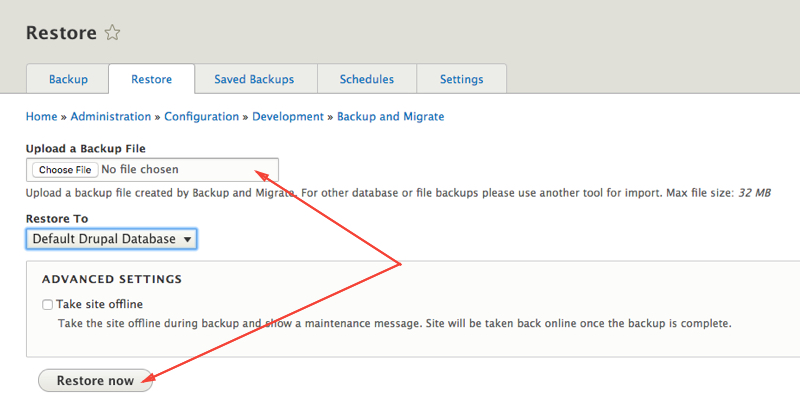 Restore
Backup Restore Saved Backups Schedules Settings
Home » Administration » Configuration » Development » Backup and Migrate
Upload a Backup File
Choose File No file chosen
Upload a backup file created by Backup and Migrate. For other database or file backups please use another tool for import. Max file size: 32 MB
Restore To
Default Drupal Database
ADVANCED SETTINGS
Take site offline
Take the site offline during backup and show a maintenance message. Site will be taken back online once the backup is complete.
Restore now